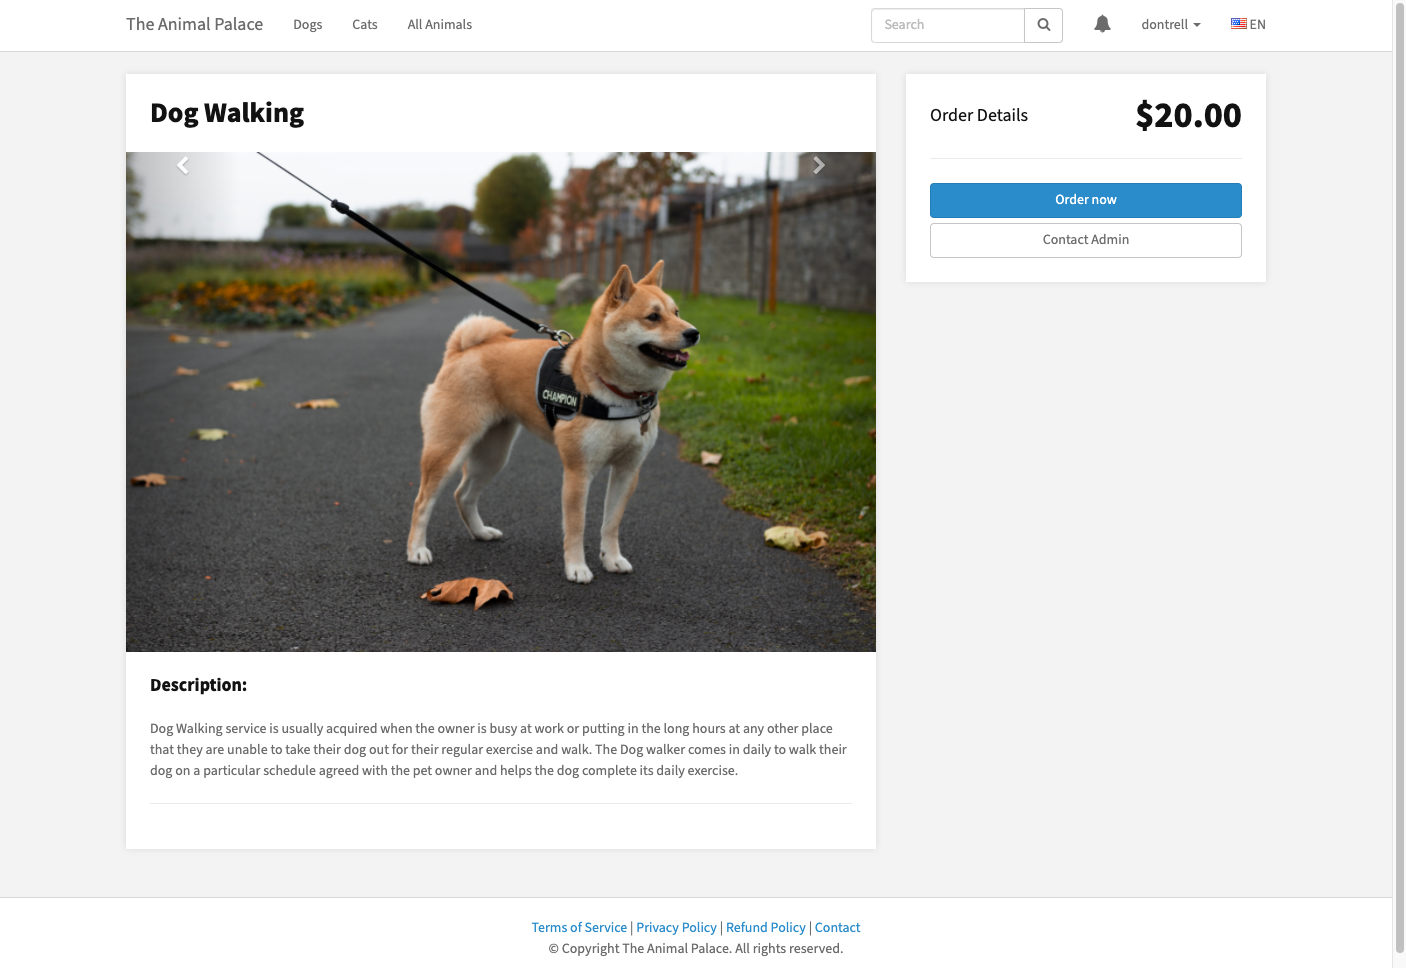 The Animal Palace
Dogs
Cats
All Animals
Search
dontrell
EN
Dog Walking
CHAMPION
Description:
Dog Walking service is usually acquired when the owner is busy at work or putting in the long hours at any other place
that they are unable to take their dog out for their regular exercise and walk. The Dog walker comes in daily to walk their
dog on a particular schedule agreed with the pet owner and helps the dog complete its daily exercise.
Order Details
$20.00
Order now
Contact Admin
Terms of Service | Privacy Policy | Refund Policy | Contact
© Copyright The Animal Palace. All rights reserved.